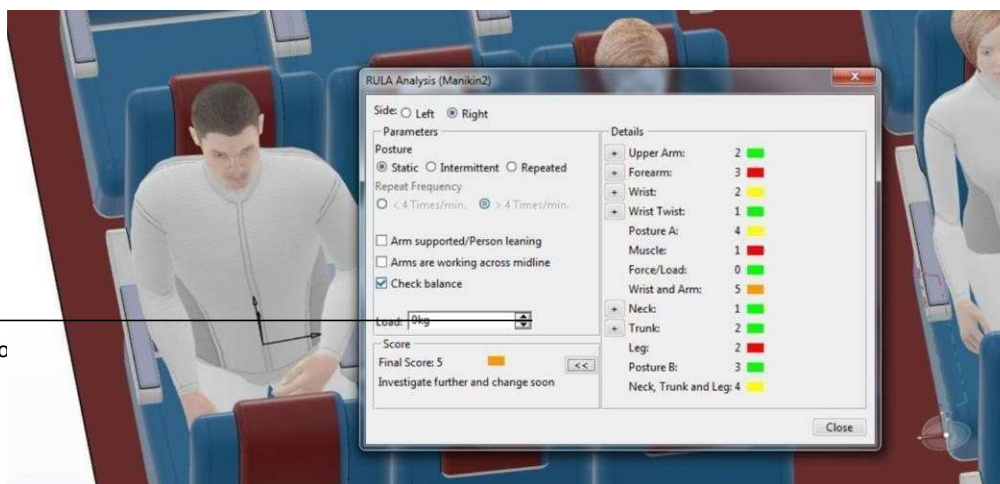 RULA Analysis (Manikin2)
Side: Left Right
Parameters
Posture
Static Intermittent Repeated
Repeat Frequency
< 4 Times/min. > 4 Times/min.
Arm supported/Person leaning
Arms are working across midline
Check balance
Load: 0kg
Score
Final Score: 5
<<
Investigate further and change soon
Details
+ Upper Arm: 2
+ Forearm: 3
+ Wrist: 2
+ Wrist Twist: 1
Posture A: 4
Muscle: 1
Force/Load: 0
Wrist and Arm: 5
+ Neck: 1
+ Trunk: 2
Leg: 2
Posture B: 3
Neck, Trunk and Leg: 4
Close